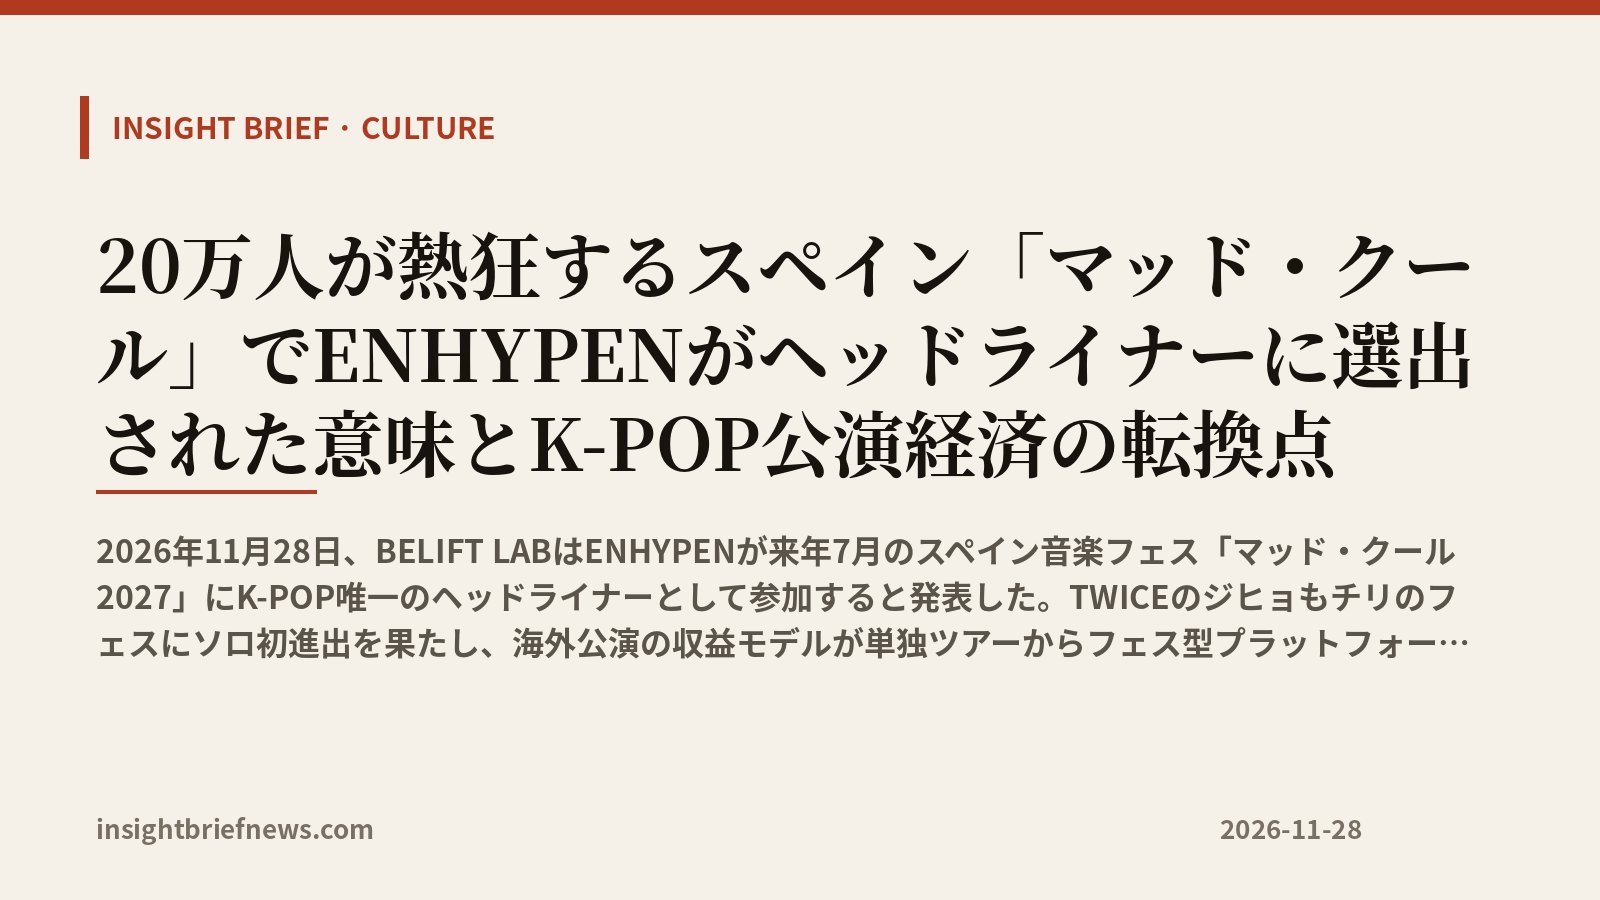 INSIGHT BRIEF · CULTURE
20万人が熱狂するスペイン「マッド・クー
ル」でENHYPENがヘッドライナーに選出
された意味とK-POP公演経済の転換点
2026年11月28日、BELIFT LABはENHYPENが来年7月のスペイン音楽フェス「マッド・クール
2027」にK-POP唯一のヘッドライナーとして参加すると発表した。TWICEのジヒョもチリのフ
ェスにソロ初進出を果たし、海外公演の収益モデルが単独ツアーからフェス型プラットフォー…
insightbriefnews.com
2026-11-28